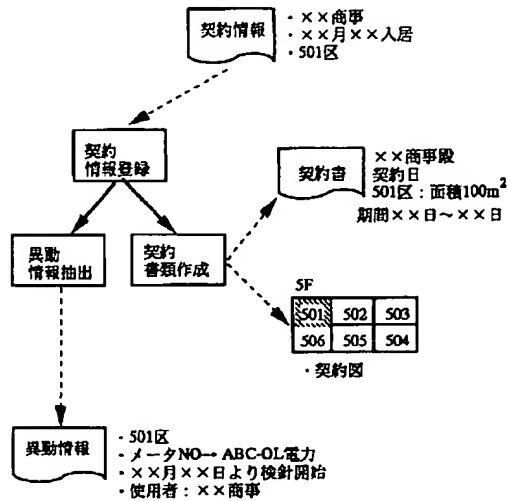 契約情報
・××商事
・××月××入居
・501区
契約
情報登録
契約書
××商事殿
契約日
501区：面積100m²
期間××日～××日
異動
情報抽出
契約
書類作成
5F
501 502 503
506 505 504
・契約図
異動情報
・501区
・メータNO→ ABC-OL電力
・××月××日より検針開始
・使用者：××商事